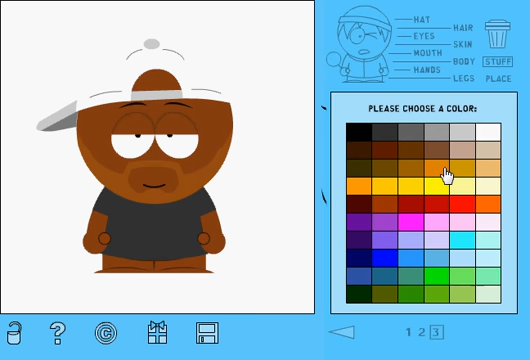 HAT
HAIR
EYES
SKIN
MOUTH
BODY
STUFF
HANDS
LEGS
PLACE
PLEASE CHOOSE A COLOR:
?
©
1 2 3